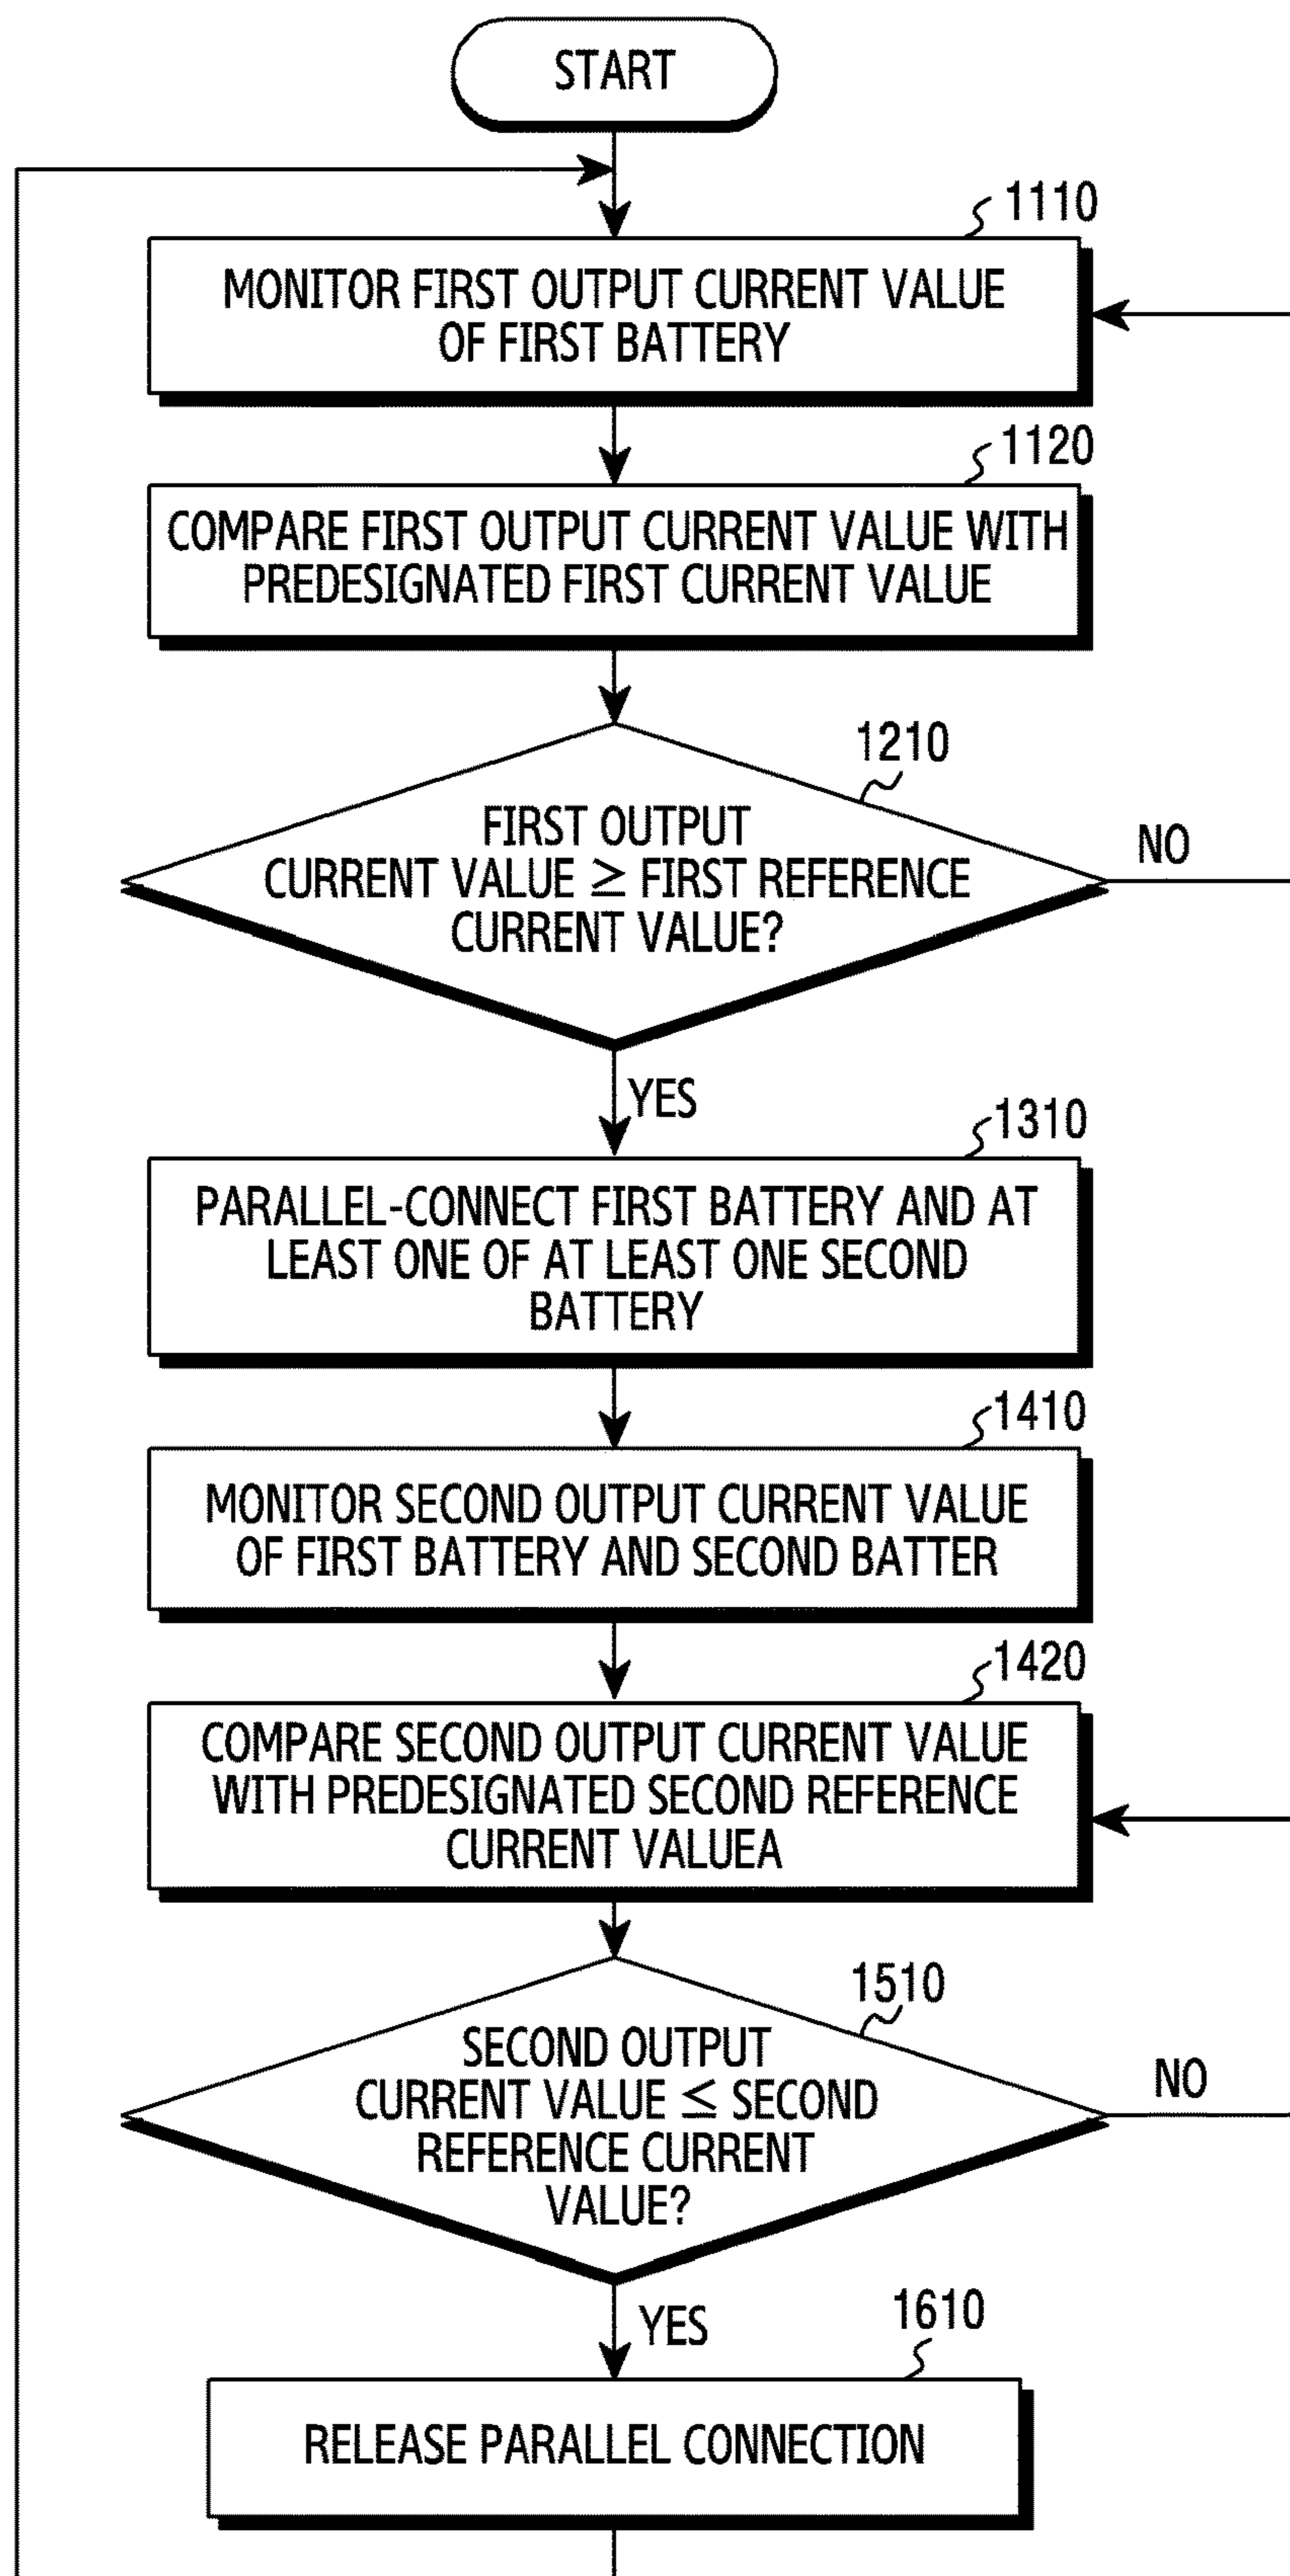 START
1110
MONITOR FIRST OUTPUT CURRENT VALUE
OF FIRST BATTERY
1120
COMPARE FIRST OUTPUT CURRENT VALUE WITH
PREDESIGNATED FIRST CURRENT VALUE
1210
FIRST OUTPUT
CURRENT VALUE ≥ FIRST REFERENCE
CURRENT VALUE?
NO
YES
1310
PARALLEL-CONNECT FIRST BATTERY AND AT
LEAST ONE OF AT LEAST ONE SECOND
BATTERY
1410
MONITOR SECOND OUTPUT CURRENT VALUE
OF FIRST BATTERY AND SECOND BATTER
1420
COMPARE SECOND OUTPUT CURRENT VALUE
WITH PREDESIGNATED SECOND REFERENCE
CURRENT VALUEA
1510
SECOND OUTPUT
CURRENT VALUE ≤ SECOND
REFERENCE CURRENT
VALUE?
NO
YES
1610
RELEASE PARALLEL CONNECTION